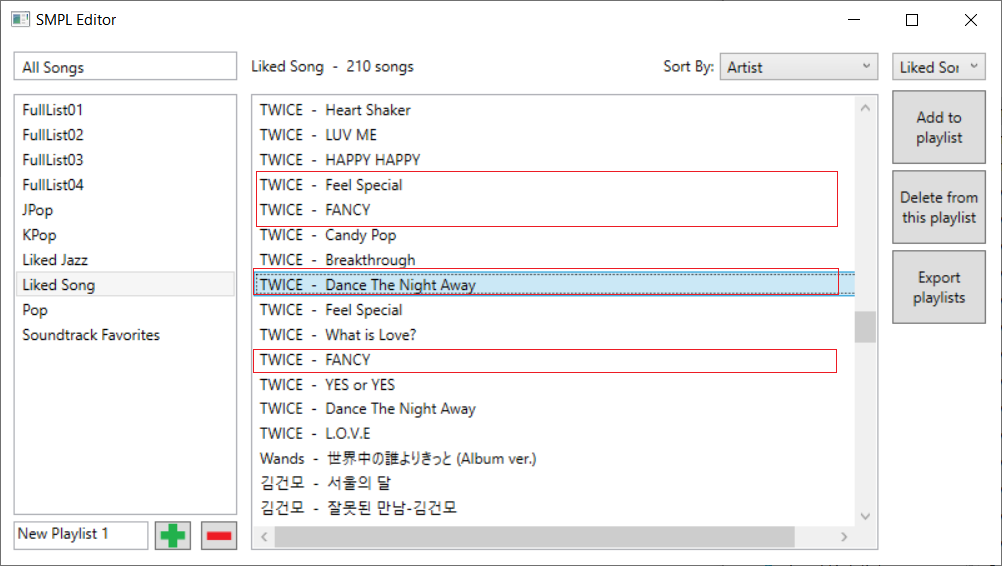 SMPL Editor
All Songs
Liked Song - 210 songs
Sort By:
Artist
Liked Sor
FullList01
FullList02
FullList03
FullList04
JPop
KPop
Liked Jazz
Liked Song
Pop
Soundtrack Favorites
TWICE - Heart Shaker
TWICE - LUV ME
TWICE - HAPPY HAPPY
TWICE - Feel Special
TWICE - FANCY
TWICE - Candy Pop
TWICE - Breakthrough
TWICE - Dance The Night Away
TWICE - Feel Special
TWICE - What is Love?
TWICE - FANCY
TWICE - YES or YES
TWICE - Dance The Night Away
TWICE - L.O.V.E
Wands - 世界中の誰よりきっと (Album ver.)
김건모 - 서울의 달
김건모 - 잘못된 만남-김건모
Add to
playlist
Delete from
this playlist
Export
playlists
New Playlist 1